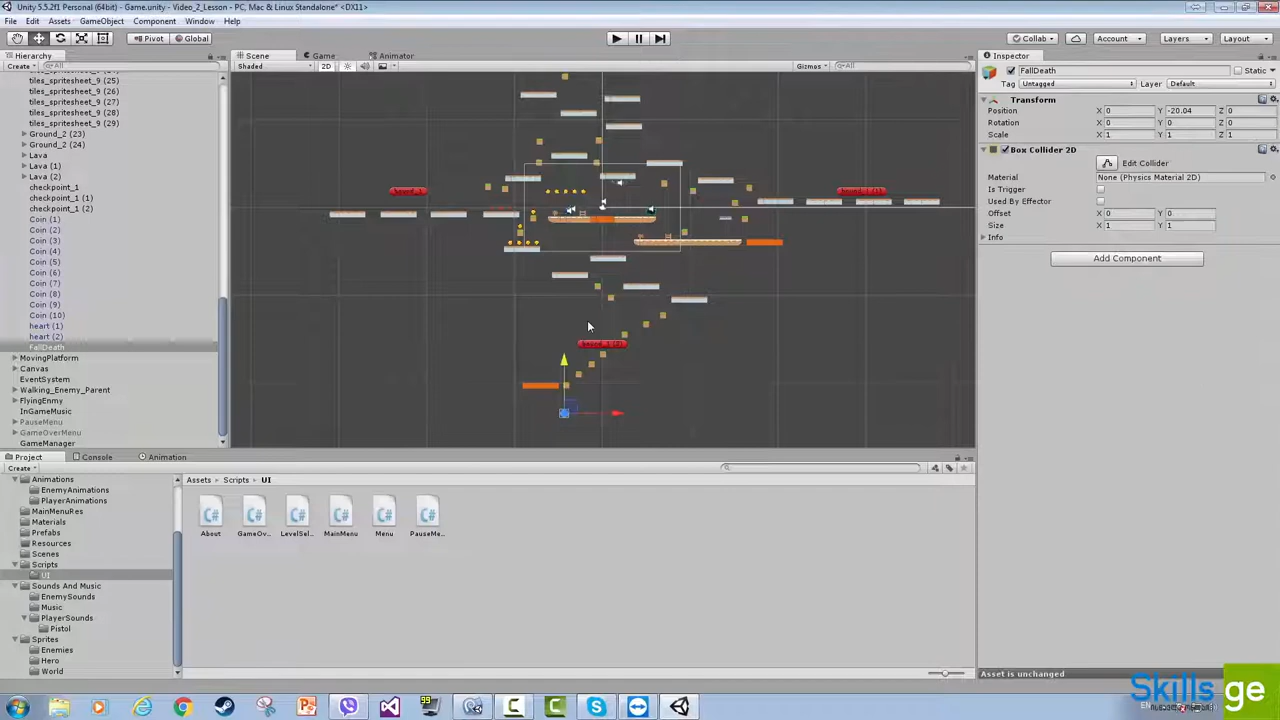 Unity 5.5.2f1 Personal (64bit) - Game.unity - Video_2_Lesson - PC, Mac & Linux Standalone* <DX11>
File Edit Assets GameObject Component Window Help
Pivot Global Collab Account Layers Layout
Hierarchy
Create All
tiles_spritesheet_9 (25)
tiles_spritesheet_9 (26)
tiles_spritesheet_9 (27)
tiles_spritesheet_9 (28)
tiles_spritesheet_9 (29)
Ground_2 (23)
Ground_2 (24)
Lava
Lava (1)
Lava (2)
checkpoint_1
checkpoint_1 (1)
checkpoint_1 (2)
Coin (1)
Coin (2)
Coin (3)
Coin (4)
Coin (5)
Coin (6)
Coin (7)
Coin (8)
Coin (9)
Coin (10)
heart (1)
heart (2)
FallDeath
MovingPlatform
Canvas
EventSystem
Walking_Enemy_Parent
FlyingEnmy
InGameMusic
PauseMenu
GameOverMenu
GameManager
Scene Game Animator
Shaded 2D Gizmos All
Inspector
FallDeath Static
Tag Untagged Layer Default
Transform
Position X 0 Y -20.04 Z 0
Rotation X 0 Y 0 Z 0
Scale X 1 Y 1 Z 1
Box Collider 2D
Edit Collider
Material None (Physics Material 2D)
Is Trigger
Used By Effector
Offset X 0 Y 0
Size X 1 Y 1
Info
Add Component
Project Console Animation
Create
Animations
EnemyAnimations
PlayerAnimations
MainMenuRes
Materials
Prefabs
Resources
Scenes
Scripts
UI
Sounds And Music
EnemySounds
Music
PlayerSounds
Pistol
Sprites
Enemies
Hero
World
Assets Scripts UI
C# C# C# C# C# C#
About GameOv... LevelSel... MainMenu Menu PauseMe...
Asset is unchanged
Skills ge
99